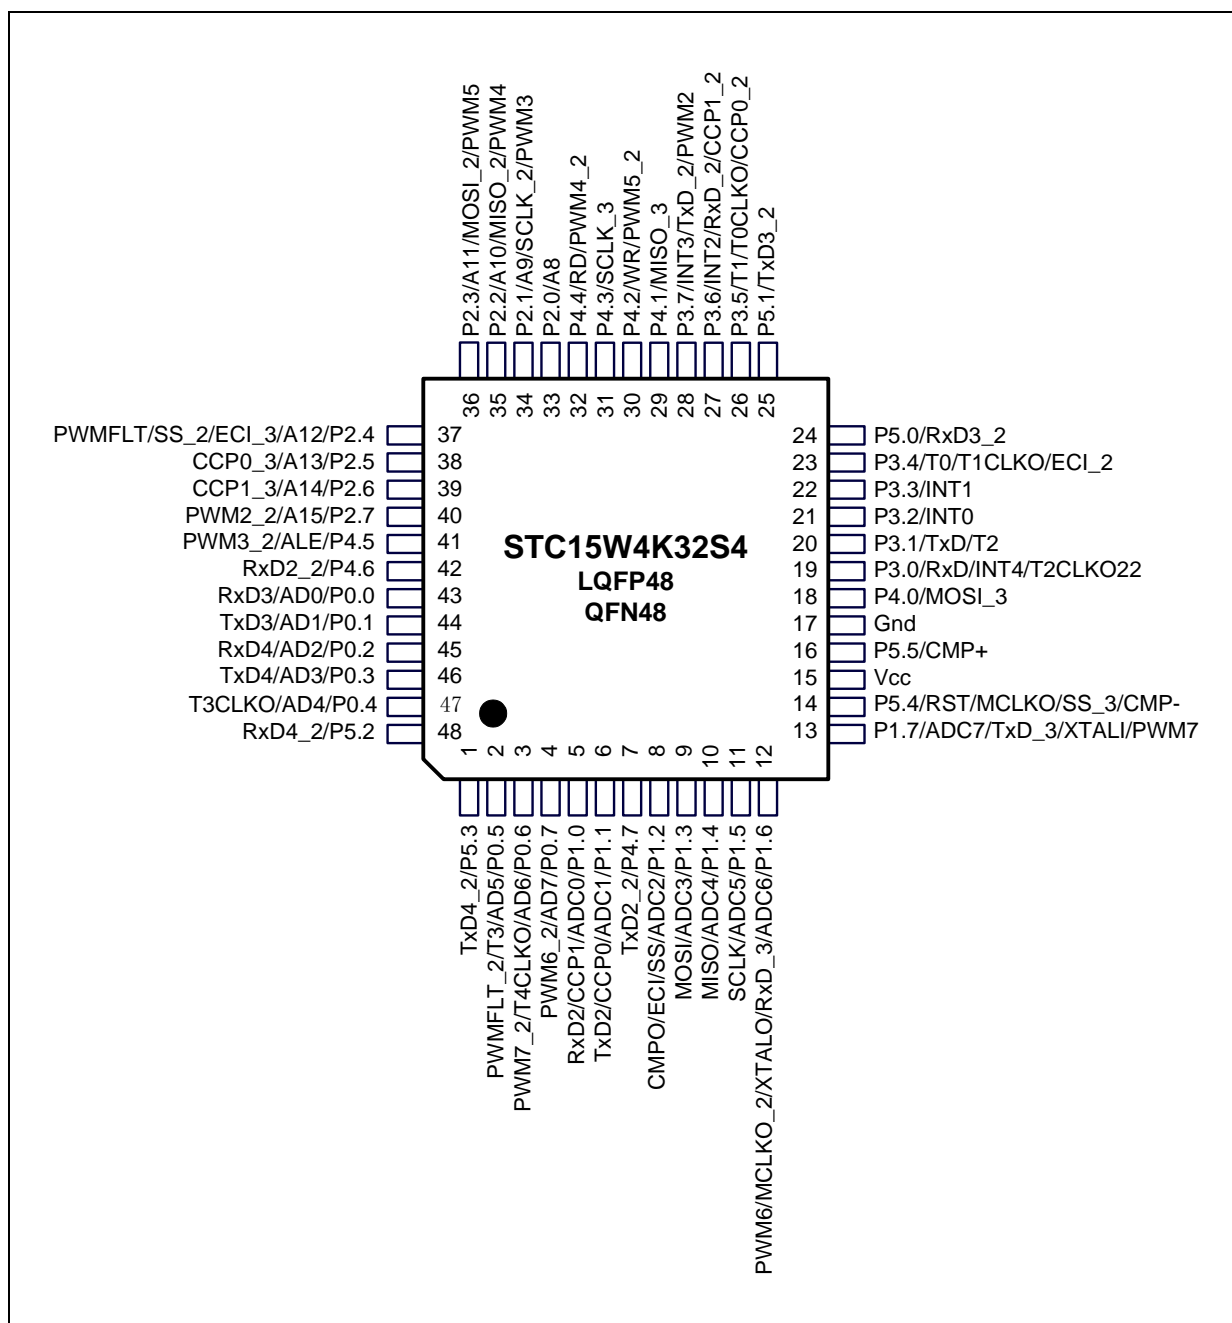 P2.3/A11/MOSI_2/PWM5
P2.2/A10/MISO_2/PWM4
P2.1/A9/SCLK_2/PWM3
P2.0/A8
P4.4/RD/PWM4_2
P4.3/SCLK_3
P4.2/WR/PWM5_2
P4.1/MISO_3
P3.7/INT3/TxD_2/PWM2
P3.6/INT2/RxD_2/CCP1_2
P3.5/T1/T0CLKO/CCP0_2
P5.1/TxD3_2
36 35 34 33 32 31 30 29 28 27 26 25
PWMFLT/SS_2/ECI_3/A12/P2.4 37
CCP0_3/A13/P2.5 38
CCP1_3/A14/P2.6 39
PWM2_2/A15/P2.7 40
PWM3_2/ALE/P4.5 41
RxD2_2/P4.6 42
RxD3/AD0/P0.0 43
TxD3/AD1/P0.1 44
RxD4/AD2/P0.2 45
TxD4/AD3/P0.3 46
T3CLKO/AD4/P0.4 47
RxD4_2/P5.2 48
STC15W4K32S4
LQFP48
QFN48
24 P5.0/RxD3_2
23 P3.4/T0/T1CLKO/ECI_2
22 P3.3/INT1
21 P3.2/INT0
20 P3.1/TxD/T2
19 P3.0/RxD/INT4/T2CLKO22
18 P4.0/MOSI_3
17 Gnd
16 P5.5/CMP+
15 Vcc
14 P5.4/RST/MCLKO/SS_3/CMP-
13 P1.7/ADC7/TxD_3/XTALI/PWM7
1 2 3 4 5 6 7 8 9 10 11 12
TxD4_2/P5.3
PWMFLT_2/T3/AD5/P0.5
PWM7_2/T4CLKO/AD6/P0.6
PWM6_2/AD7/P0.7
RxD2/CCP1/ADC0/P1.0
TxD2/CCP0/ADC1/P1.1
TxD2_2/P4.7
CMPO/ECI/SS/ADC2/P1.2
MOSI/ADC3/P1.3
MISO/ADC4/P1.4
SCLK/ADC5/P1.5
PWM6/MCLKO_2/XTALO/RxD_3/ADC6/P1.6